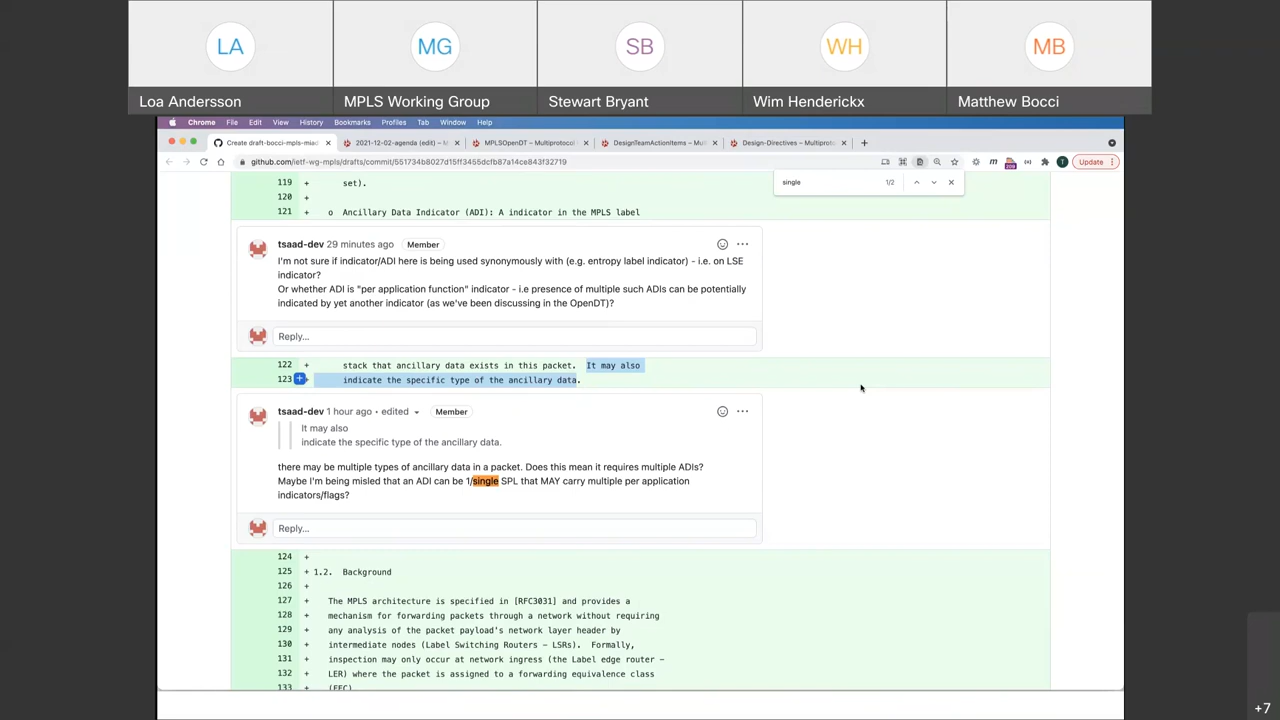 LA
MG
SB
WH
MB
Loa Andersson
MPLS Working Group
Stewart Bryant
Wim Henderickx
Matthew Bocci
Chrome File Edit View History Bookmarks Profiles Tab Window Help
Create draft-bocci-mpls-miad
2021-12-02-agenda (edit) – Mult
MPLSOpenDT – Multiprotocol
DesignTeamActionItems – Mult
Design-Directives – Multiproto
github.com/ietf-wg-mpls/drafts/commit/551734b8027d15ff3455dcfb87a14ce843f32719
Update
single 1/2
119 + set).
120 +
121 + o Ancillary Data Indicator (ADI): A indicator in the MPLS label
tsaad-dev 29 minutes ago Member
I'm not sure if indicator/ADI here is being used synonymously with (e.g. entropy label indicator) - i.e. on LSE
indicator?
Or whether ADI is "per application function" indicator - i.e presence of multiple such ADIs can be potentially
indicated by yet another indicator (as we've been discussing in the OpenDT)?
Reply...
122 + stack that ancillary data exists in this packet. It may also
123 + indicate the specific type of the ancillary data.
tsaad-dev 1 hour ago • edited Member
It may also
indicate the specific type of the ancillary data.
there may be multiple types of ancillary data in a packet. Does this mean it requires multiple ADIs?
Maybe I'm being misled that an ADI can be 1/single SPL that MAY carry multiple per application
indicators/flags?
Reply...
124 +
125 + 1.2. Background
126 +
127 + The MPLS architecture is specified in [RFC3031] and provides a
128 + mechanism for forwarding packets through a network without requiring
129 + any analysis of the packet payload's network layer header by
130 + intermediate nodes (Label Switching Routers - LSRs). Formally,
131 + inspection may only occur at network ingress (the Label edge router -
132 + LER) where the packet is assigned to a forwarding equivalence class
133 + (FEC)
+7